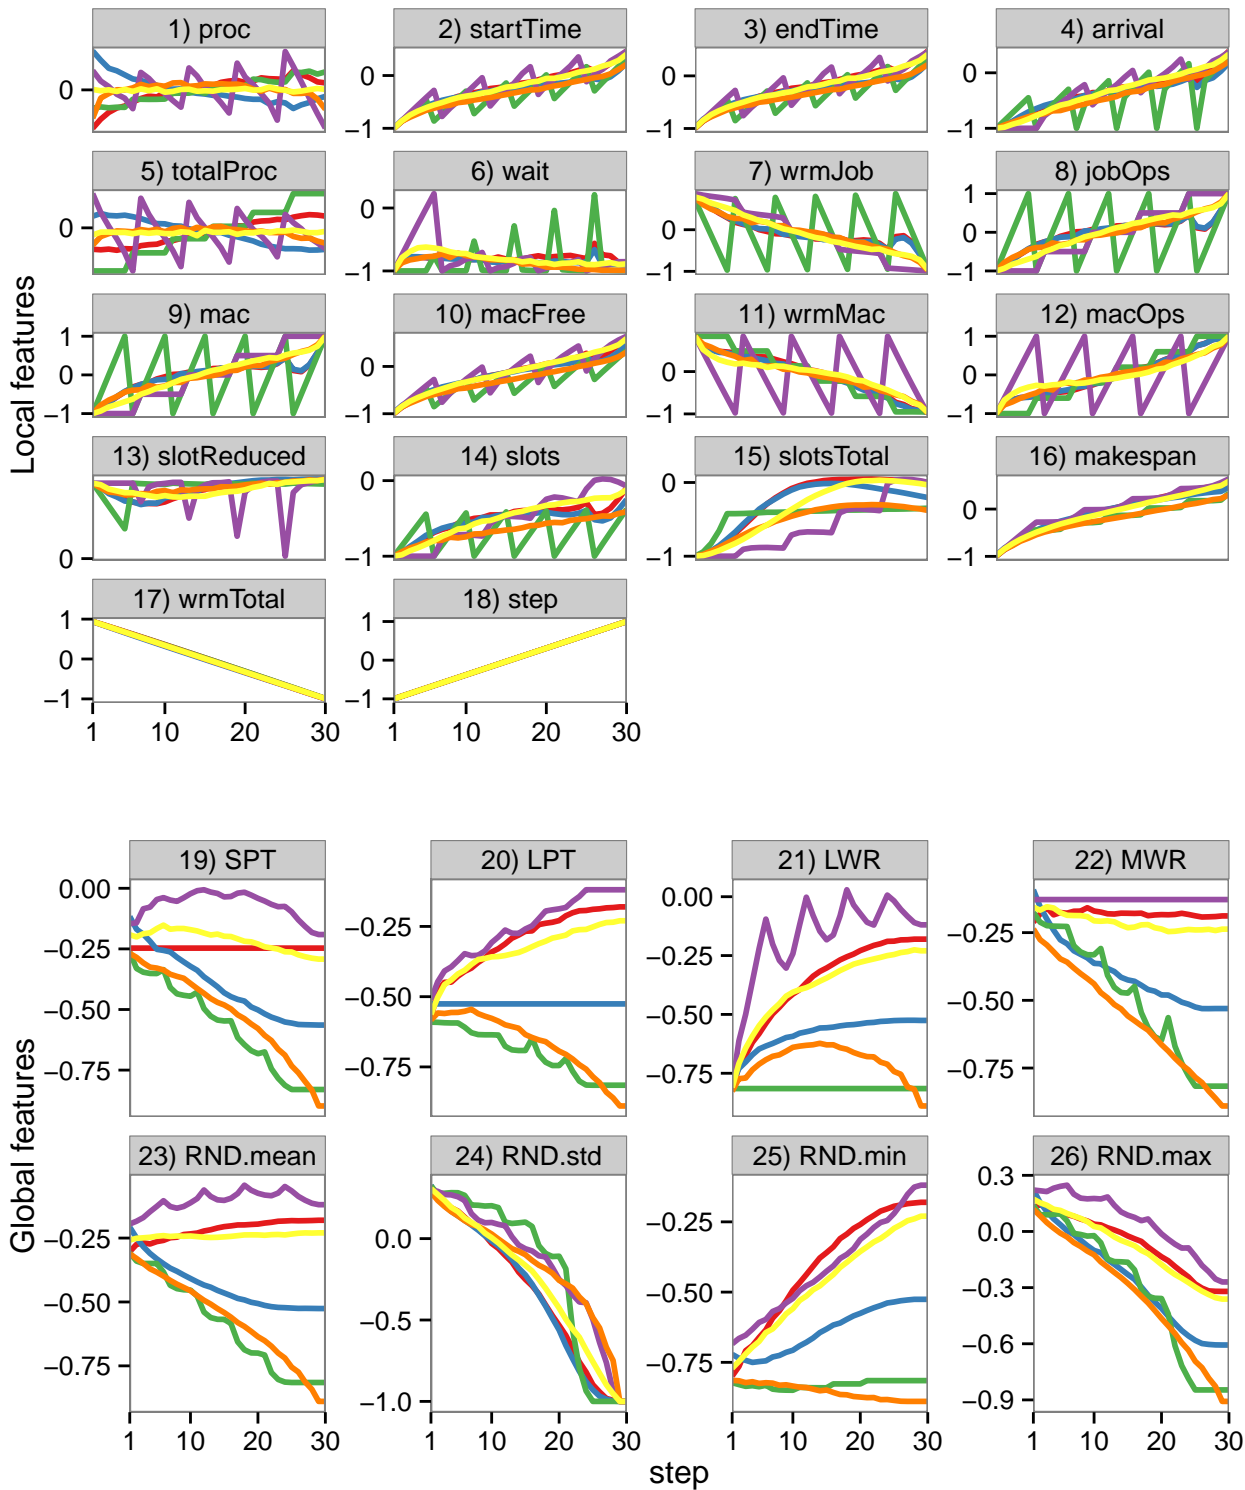 Local features
1) proc 2) startTime 3) endTime 4) arrival
0 0 −1 0 −1 0 −1
5) totalProc 6) wait 7) wrmJob 8) jobOps
0 0 −1 1 0 −1 1 0 −1
9) mac 10) macFree 11) wrmMac 12) macOps
1 0 −1 0 −1 1 0 −1 1 0 −1
13) slotReduced 14) slots 15) slotsTotal 16) makespan
0 0 −1 0 −1 0 −1
17) wrmTotal 18) step
1 0 −1 1 0 −1
1 10 20 30 1 10 20 30
Global features
19) SPT 20) LPT 21) LWR 22) MWR
0.00 −0.25 −0.50 −0.75 −0.25 −0.50 −0.75 0.00 −0.25 −0.50 −0.75 −0.25 −0.50 −0.75
23) RND.mean 24) RND.std 25) RND.min 26) RND.max
−0.25 −0.50 −0.75 0.0 −0.5 −1.0 −0.25 −0.50 −0.75 0.3 0.0 −0.3 −0.6 −0.9
1 10 20 30 1 10 20 30 1 10 20 30 1 10 20 30
step